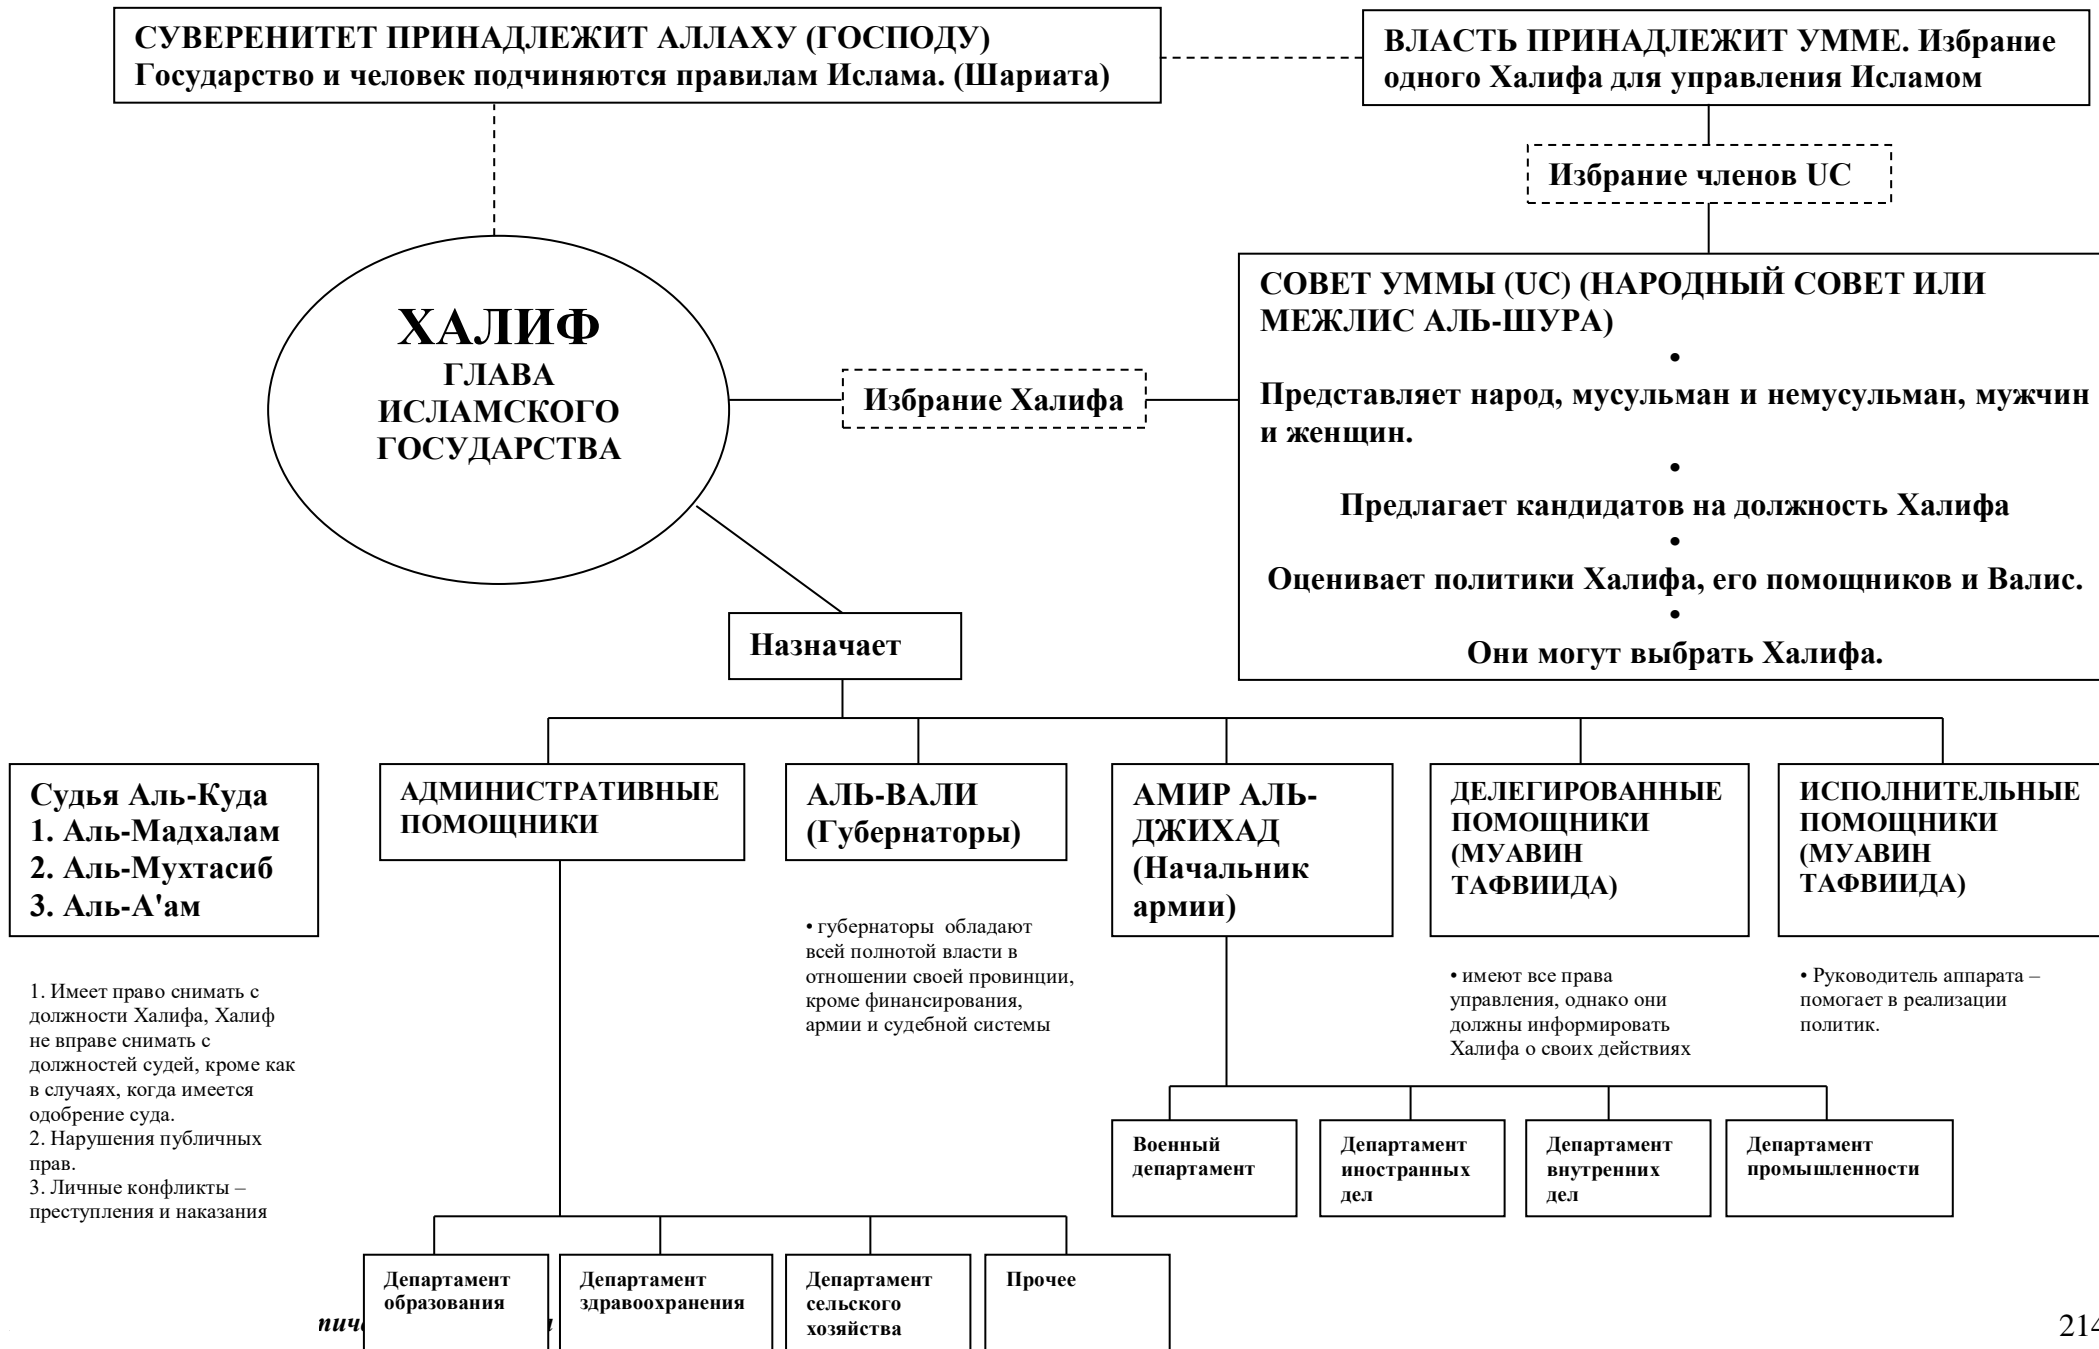 СУВЕРЕНИТЕТ ПРИНАДЛЕЖИТ АЛЛАХУ (ГОСПОДУ)
Государство и человек подчиняются правилам Ислама. (Шариата)
ВЛАСТЬ ПРИНАДЛЕЖИТ УММЕ. Избрание
одного Халифа для управления Исламом
Избрание членов UC
ХАЛИФ
ГЛАВА
ИСЛАМСКОГО
ГОСУДАРСТВА
Избрание Халифа
СОВЕТ УММЫ (UC) (НАРОДНЫЙ СОВЕТ ИЛИ
МЕЖЛИС АЛЬ-ШУРА)
•
Представляет народ, мусульман и немусульман, мужчин
и женщин.
•
Предлагает кандидатов на должность Халифа
•
Оценивает политики Халифа, его помощников и Валис.
•
Они могут выбрать Халифа.
Назначает
Судья Аль-Куда
1. Аль-Мадхалам
2. Аль-Мухтасиб
3. Аль-А'ам
1. Имеет право снимать с
должности Халифа, Халиф
не вправе снимать с
должностей судей, кроме как
в случаях, когда имеется
одобрение суда.
2. Нарушения публичных
прав.
3. Личные конфликты –
преступления и наказания
АДМИНИСТРАТИВНЫЕ
ПОМОЩНИКИ
АЛЬ-ВАЛИ
(Губернаторы)
• губернаторы обладают
всей полнотой власти в
отношении своей провинции,
кроме финансирования,
армии и судебной системы
АМИР АЛЬ-
ДЖИХАД
(Начальник
армии)
ДЕЛЕГИРОВАННЫЕ
ПОМОЩНИКИ
(МУАВИН
ТАФВИИДА)
• имеют все права
управления, однако они
должны информировать
Халифа о своих действиях
ИСПОЛНИТЕЛЬНЫЕ
ПОМОЩНИКИ
(МУАВИН
ТАФВИИДА)
• Руководитель аппарата –
помогает в реализации
политик.
Военный
департамент
Департамент
иностранных
дел
Департамент
внутренних
дел
Департамент
промышленности
Департамент
образования
Департамент
здравоохранения
Департамент
сельского
хозяйства
Прочее
214